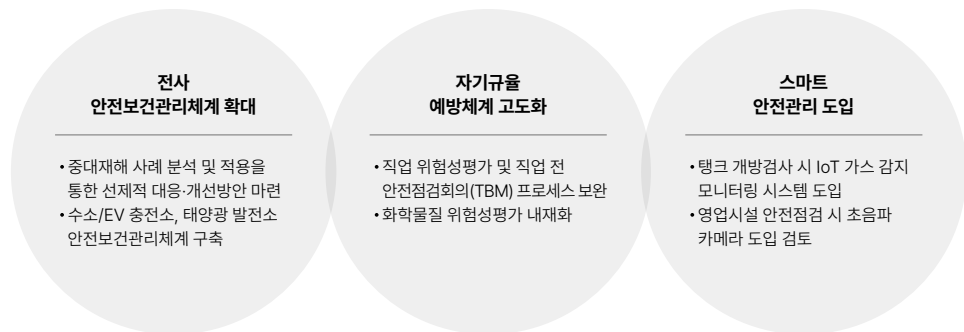 전사
안전보건관리체계 확대
• 중대재해 사례 분석 및 적용을
통한 선제적 대응·개선방안 마련
• 수소/EV 충전소, 태양광 발전소
안전보건관리체계 구축
자기규율
예방체계 고도화
• 직업 위험성평가 및 직업 전
안전점검회의(TBM) 프로세스 보완
• 화학물질 위험성평가 내재화
스마트
안전관리 도입
• 탱크 개방검사 시 IoT 가스 감지
모니터링 시스템 도입
• 영업시설 안전점검 시 초음파
카메라 도입 검토